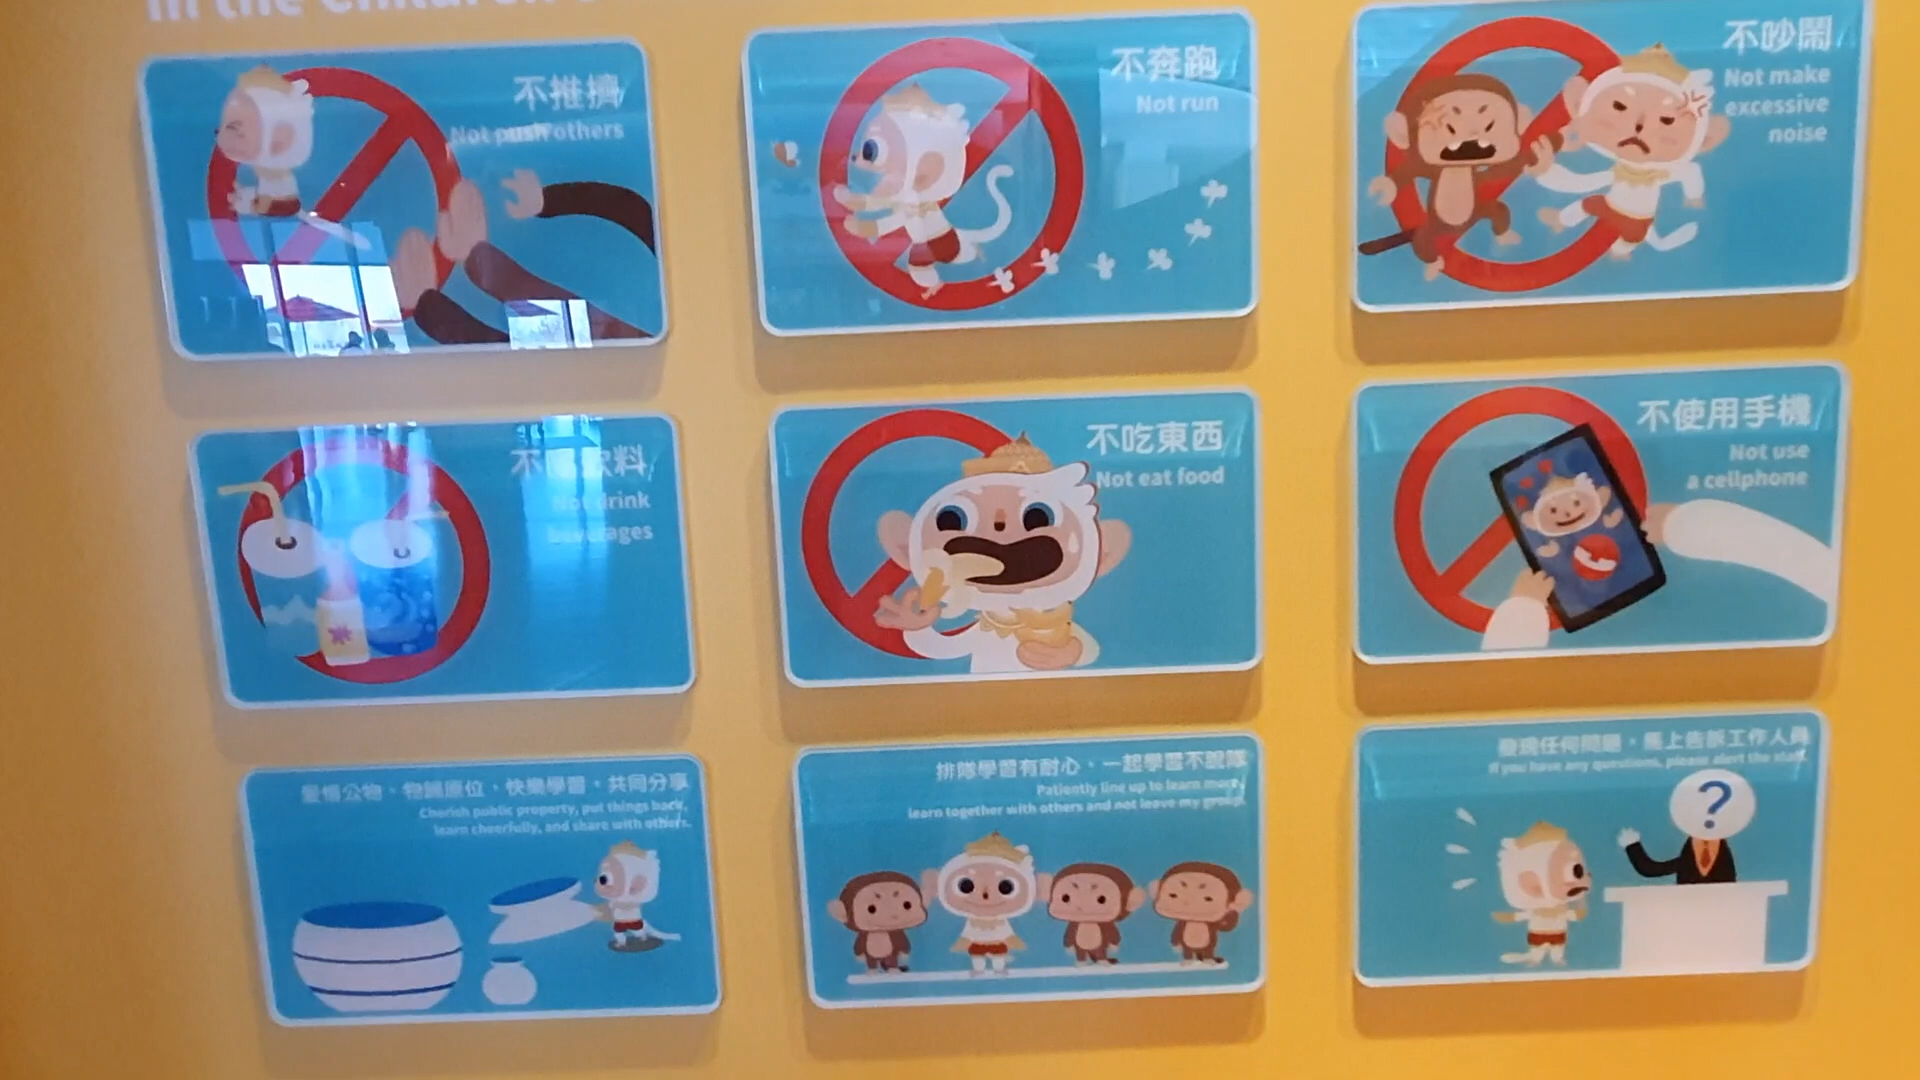 in the Children
不推擠
Not push others
不奔跑
Not run
不吵鬧
Not make
excessive
noise
不喝飲料
Not drink
beverages
不吃東西
Not eat food
不使用手機
Not use
a cellphone
愛惜公物，物歸原位，快樂學習，共同分享
Cherish public property, put things back,
learn cheerfully, and share with others.
排隊學習有耐心，一起學習不脫隊
Patiently line up to learn more,
learn together with others and not leave my group.
發現任何問題，馬上告訴工作人員
If you have any questions, please alert the staff.
?